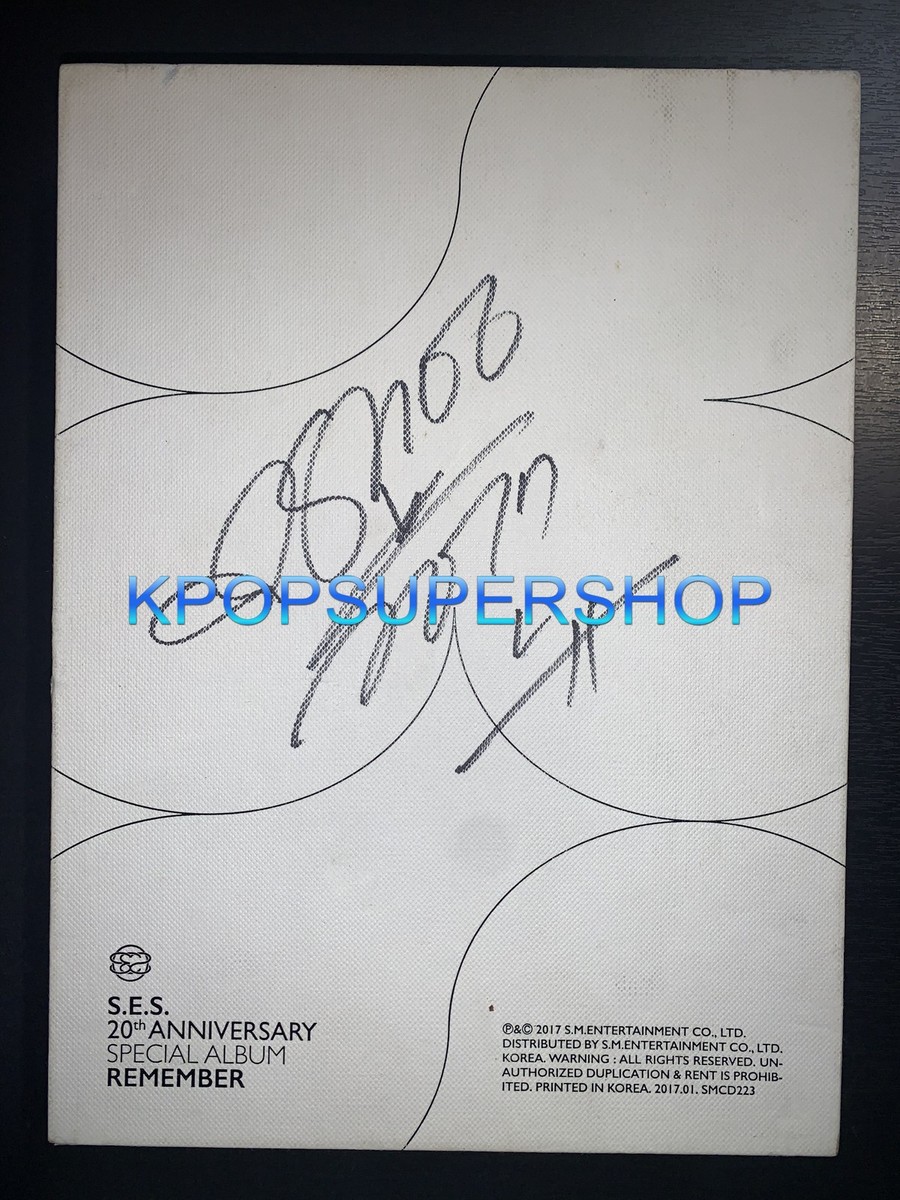 KPOPSUPERSHOP
S.E.S.
20th ANNIVERSARY
SPECIAL ALBUM
REMEMBER
℗&© 2017 S.M.ENTERTAINMENT CO., LTD.
DISTRIBUTED BY S.M.ENTERTAINMENT CO., LTD.
KOREA. WARNING : ALL RIGHTS RESERVED. UN-
AUTHORIZED DUPLICATION & RENT IS PROHIB-
ITED. PRINTED IN KOREA. 2017.01. SMCD223